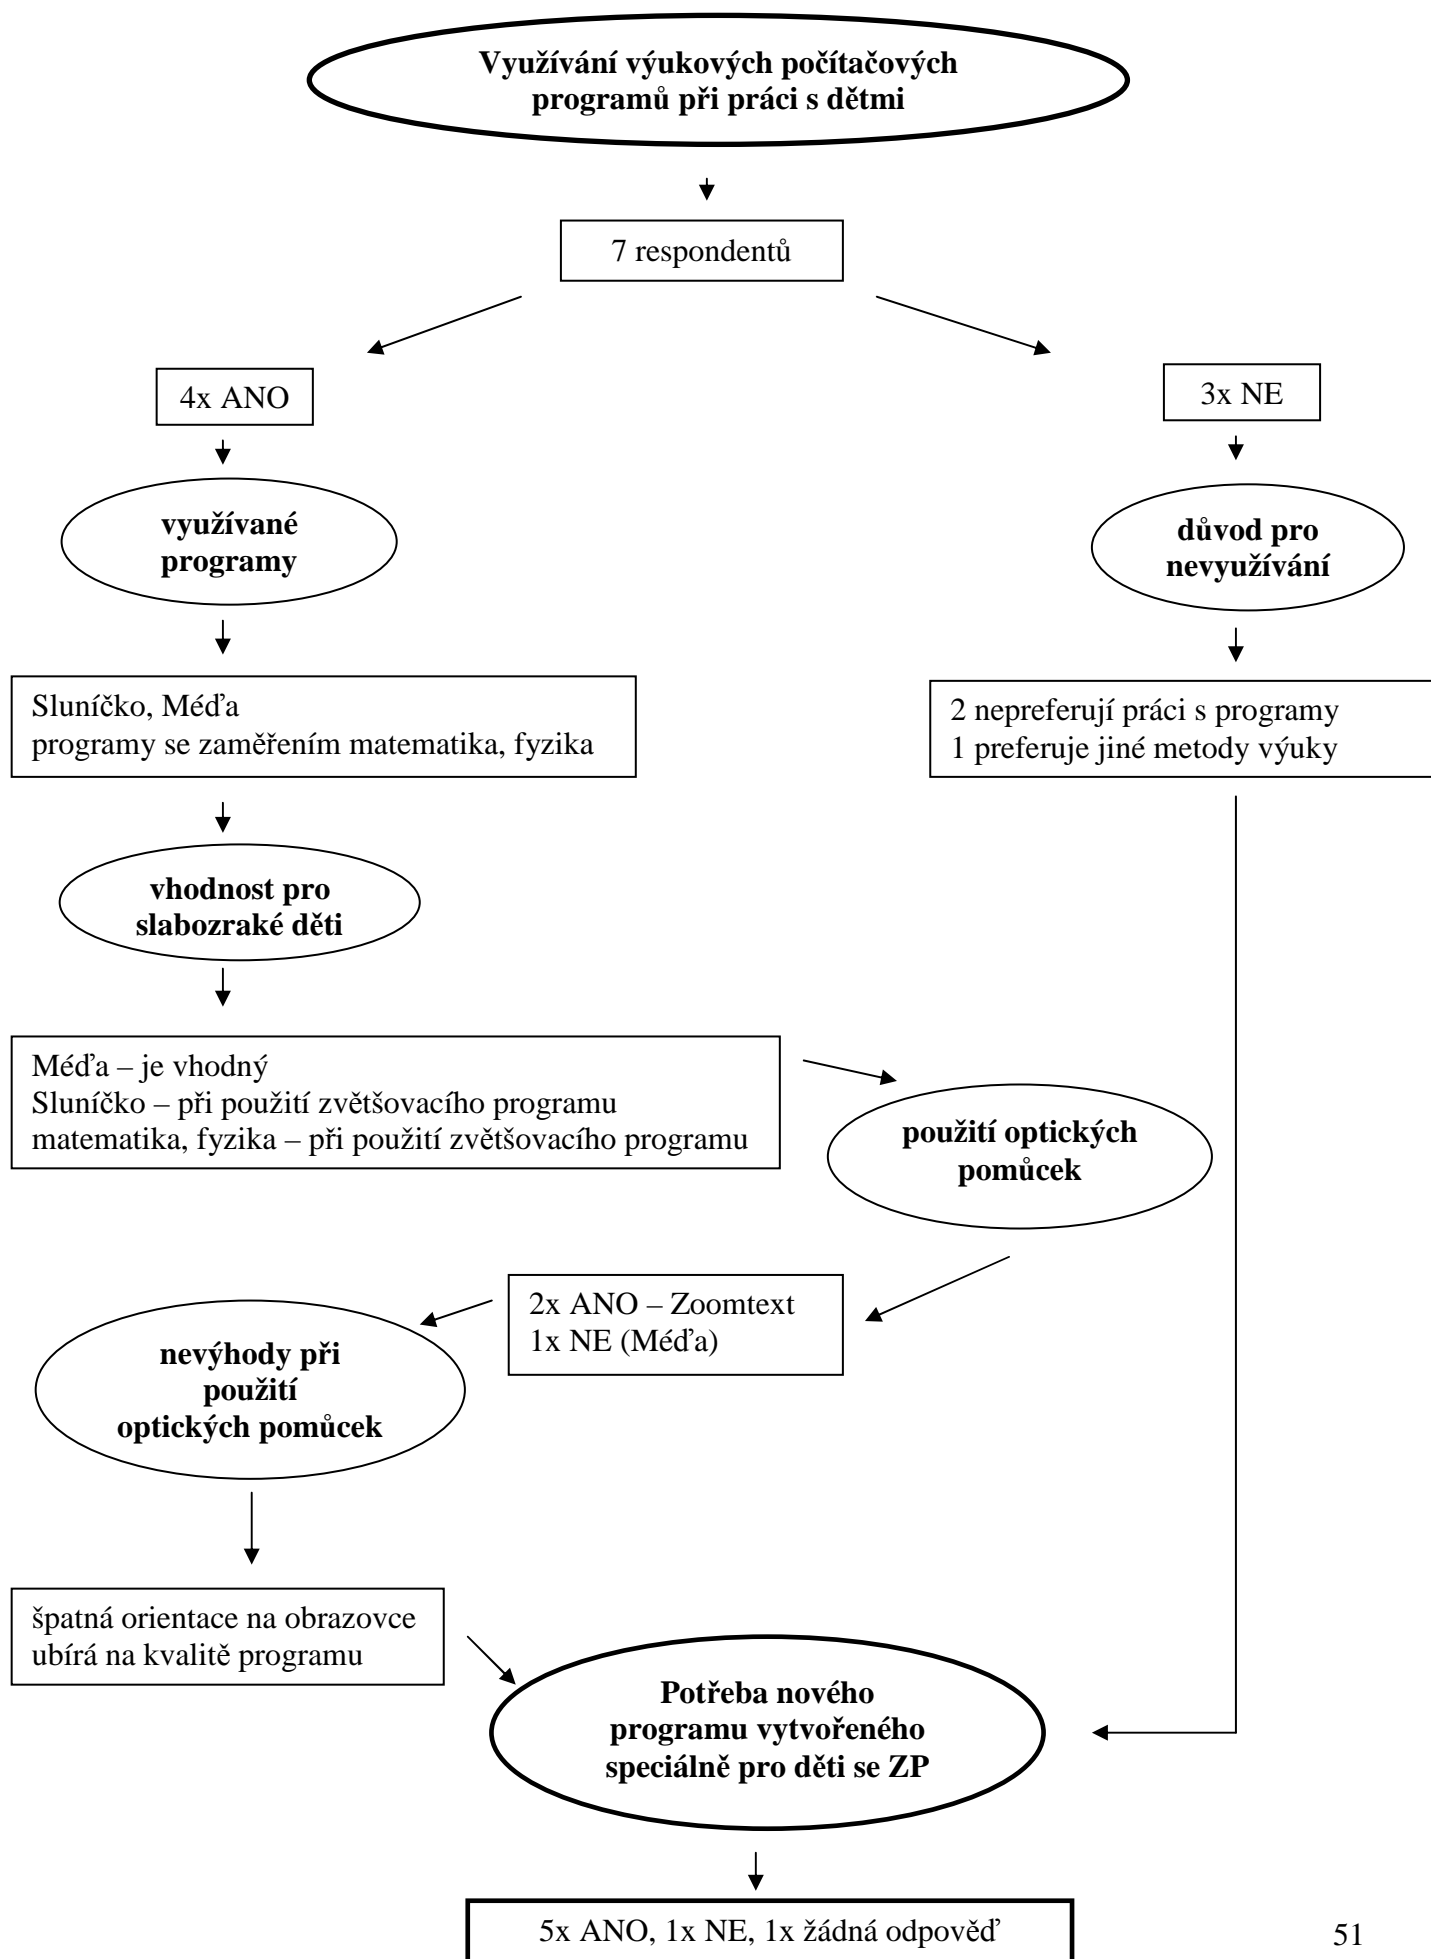 Využívání výukových počítačových
programů při práci s dětmi
7 respondentů
4x ANO
3x NE
využívané
programy
důvod pro
nevyužívání
Sluníčko, Méďa
programy se zaměřením matematika, fyzika
2 nepreferují práci s programy
1 preferuje jiné metody výuky
vhodnost pro
slabozraké děti
Méďa – je vhodný
Sluníčko – při použití zvětšovacího programu
matematika, fyzika – při použití zvětšovacího programu
použití optických
pomůcek
2x ANO – Zoomtext
1x NE (Méďa)
nevýhody při
použití
optických pomůcek
špatná orientace na obrazovce
ubírá na kvalitě programu
Potřeba nového
programu vytvořeného
speciálně pro děti se ZP
5x ANO, 1x NE, 1x žádná odpověď
51